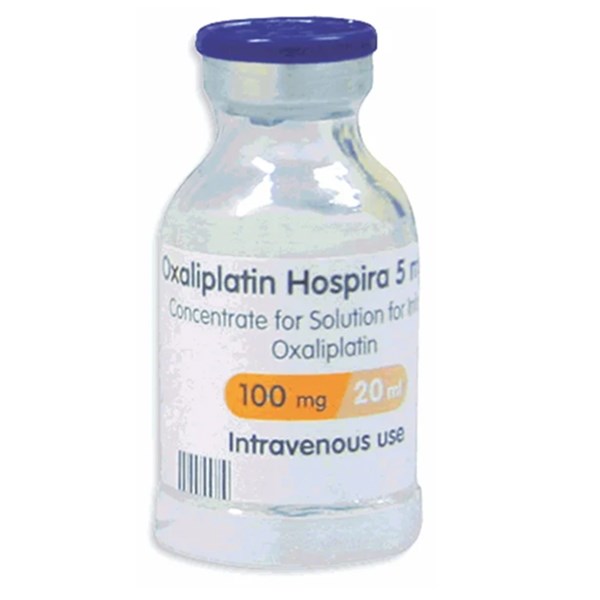 Oxaliplatin Hospira 5
Concentrate for Solution for
Oxaliplatin
100 mg 20 ml
Intravenous use